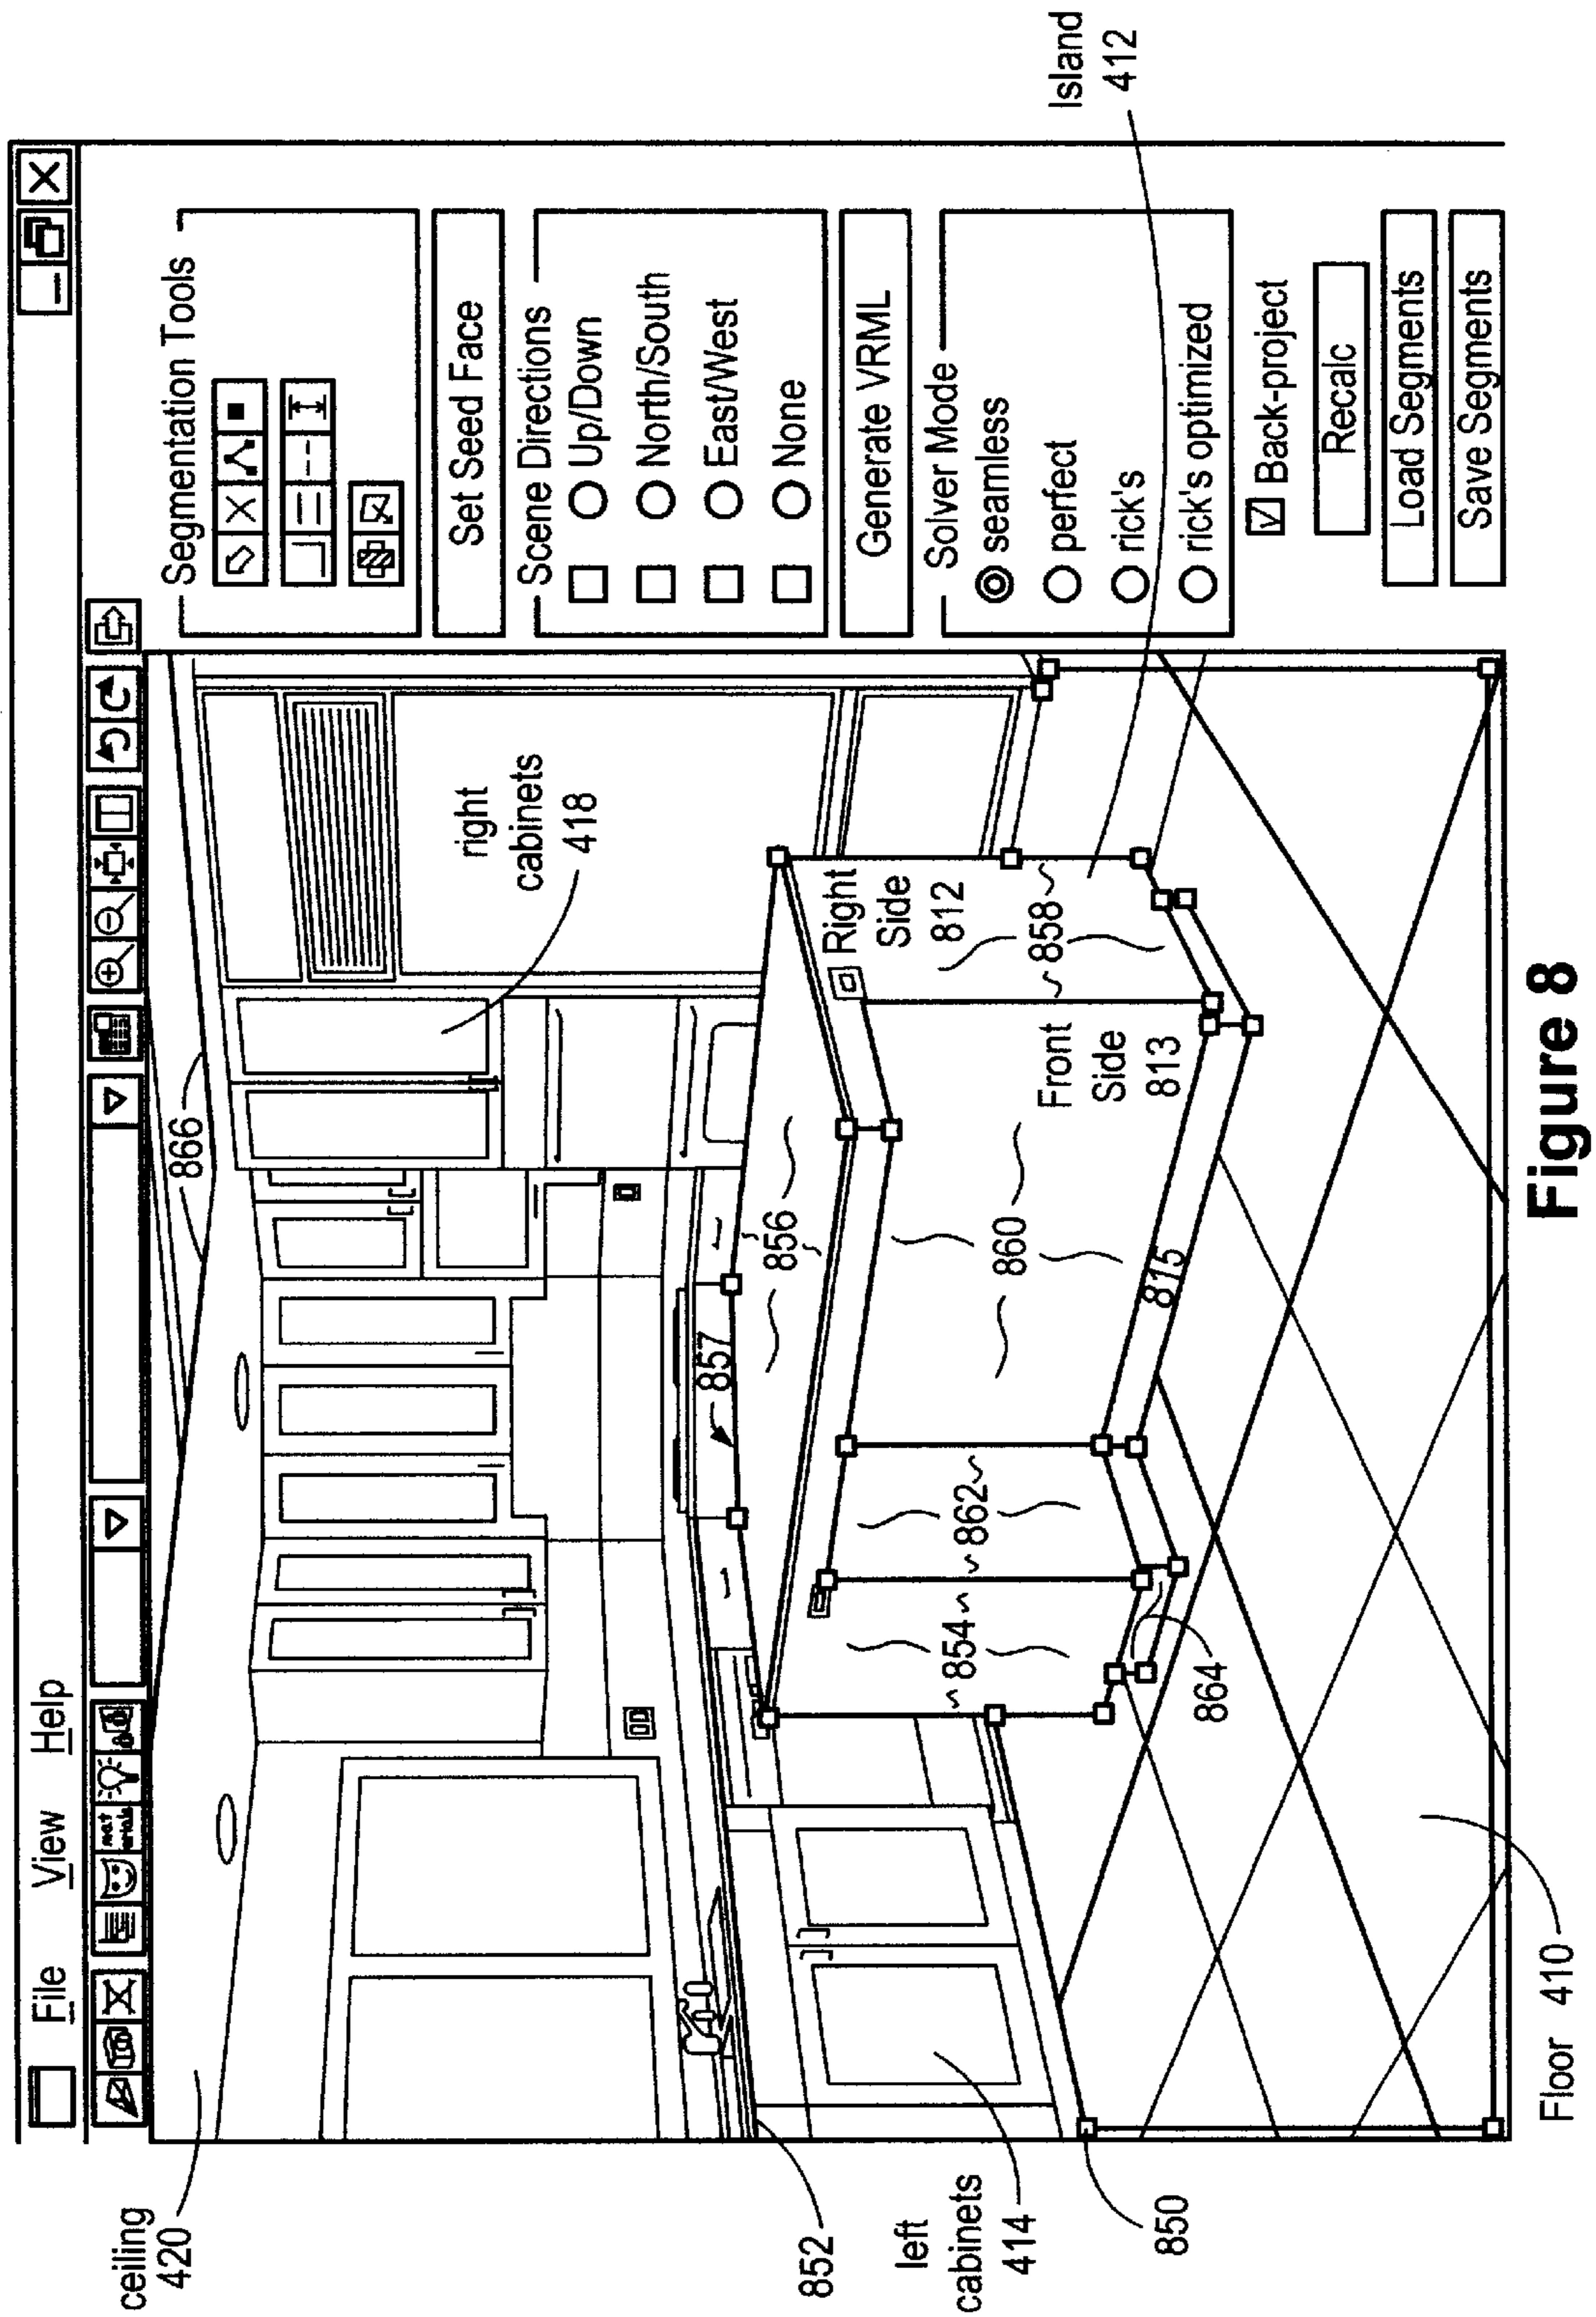 File View Help
mat
erials
Segmentation Tools
Set Seed Face
Scene Directions
Up/Down
North/South
East/West
None
Generate VRML
Solver Mode
seamless
perfect
rick's
rick's optimized
Back-project
Recalc
Load Segments
Save Segments
ceiling
420
866
right
cabinets
418
852
857
856
Right
Side
812
858
Island
412
left
cabinets
414
850
854
862
860
Front
Side
813
815
864
Floor 410
Figure 8